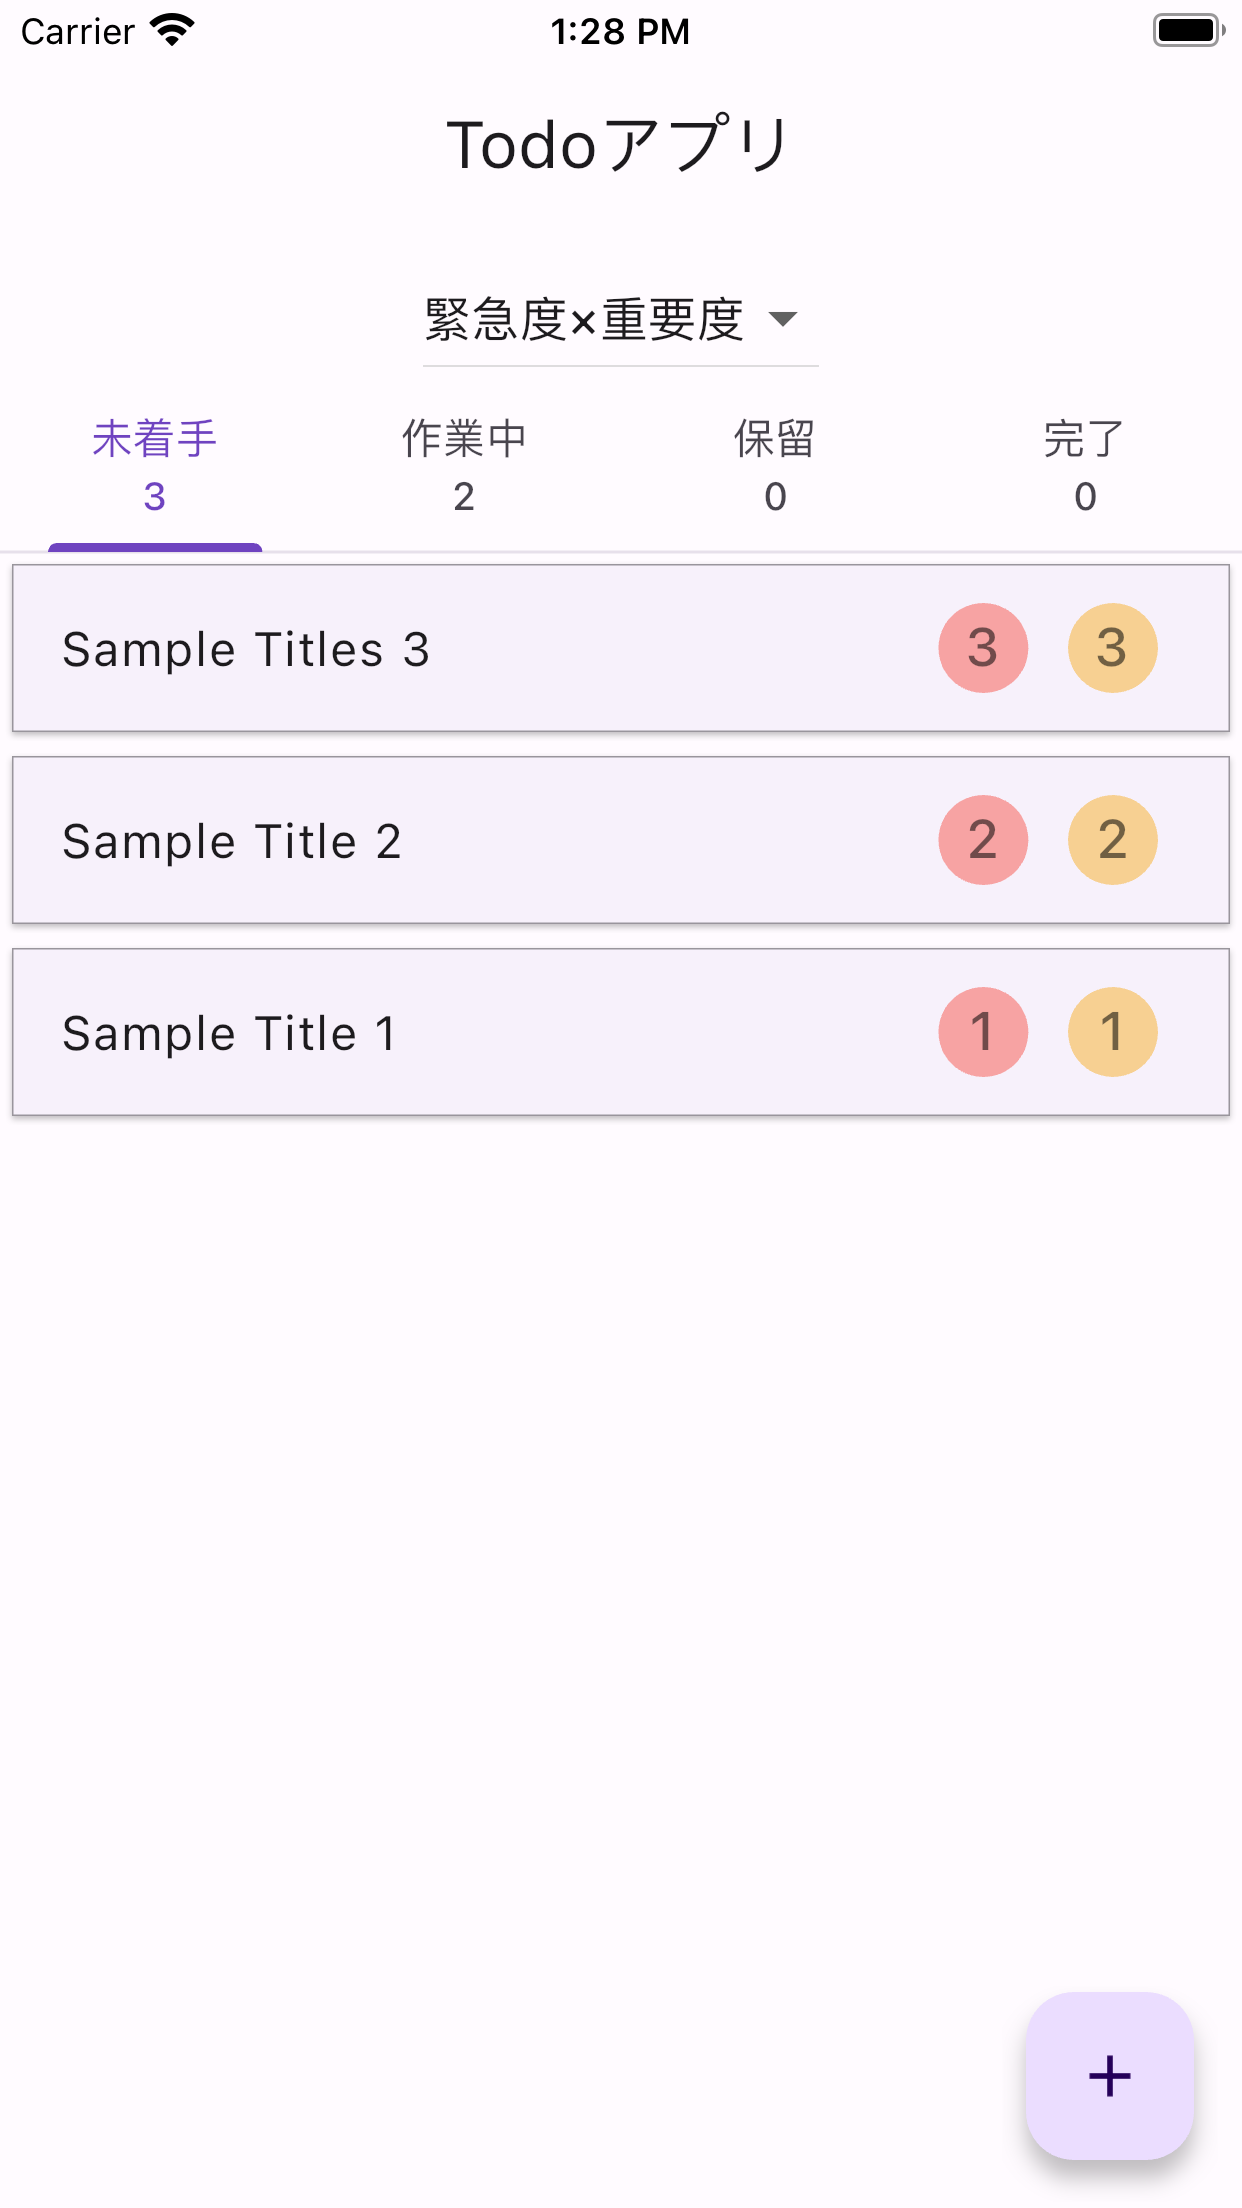 Carrier 1:28 PM
Todoアプリ
緊急度×重要度
未着手 作業中 保留 完了
3 2 0 0
Sample Titles 3 3 3
Sample Title 2 2 2
Sample Title 1 1 1
+